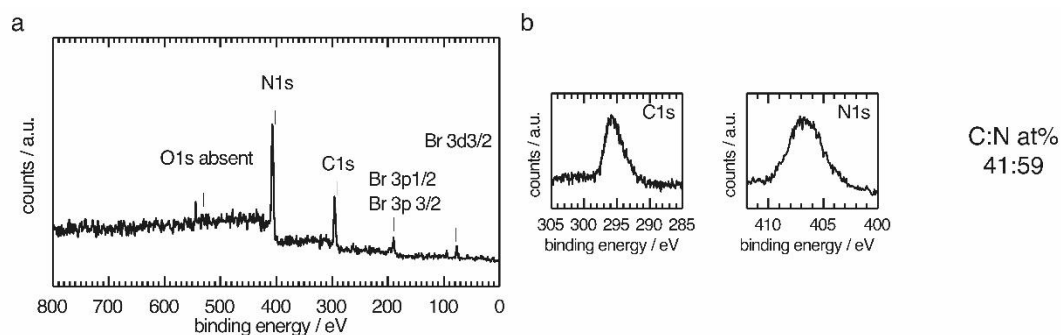 a
N1s
O1s absent
C1s
Br 3d3/2
Br 3p1/2
Br 3p 3/2
counts / a.u.
800 700 600 500 400 300 200 100 0
binding energy / eV
b
C1s
counts / a.u.
305 300 295 290 285
binding energy / eV
N1s
counts / a.u.
410 405 400
binding energy / eV
C:N at%
41:59